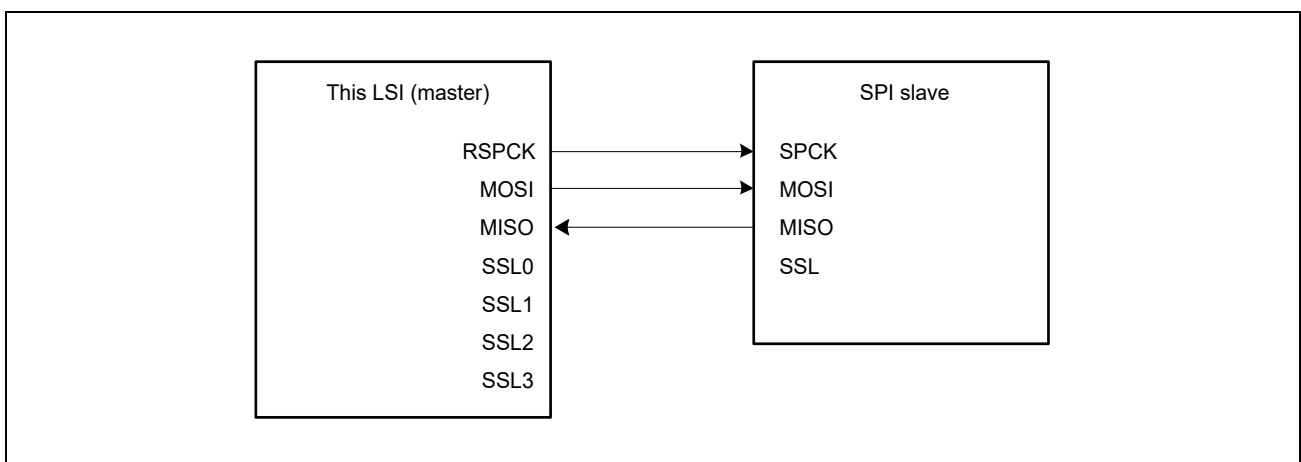 This LSI (master)
RSPCK
MOSI
MISO
SSL0
SSL1
SSL2
SSL3
SPI slave
SPCK
MOSI
MISO
SSL